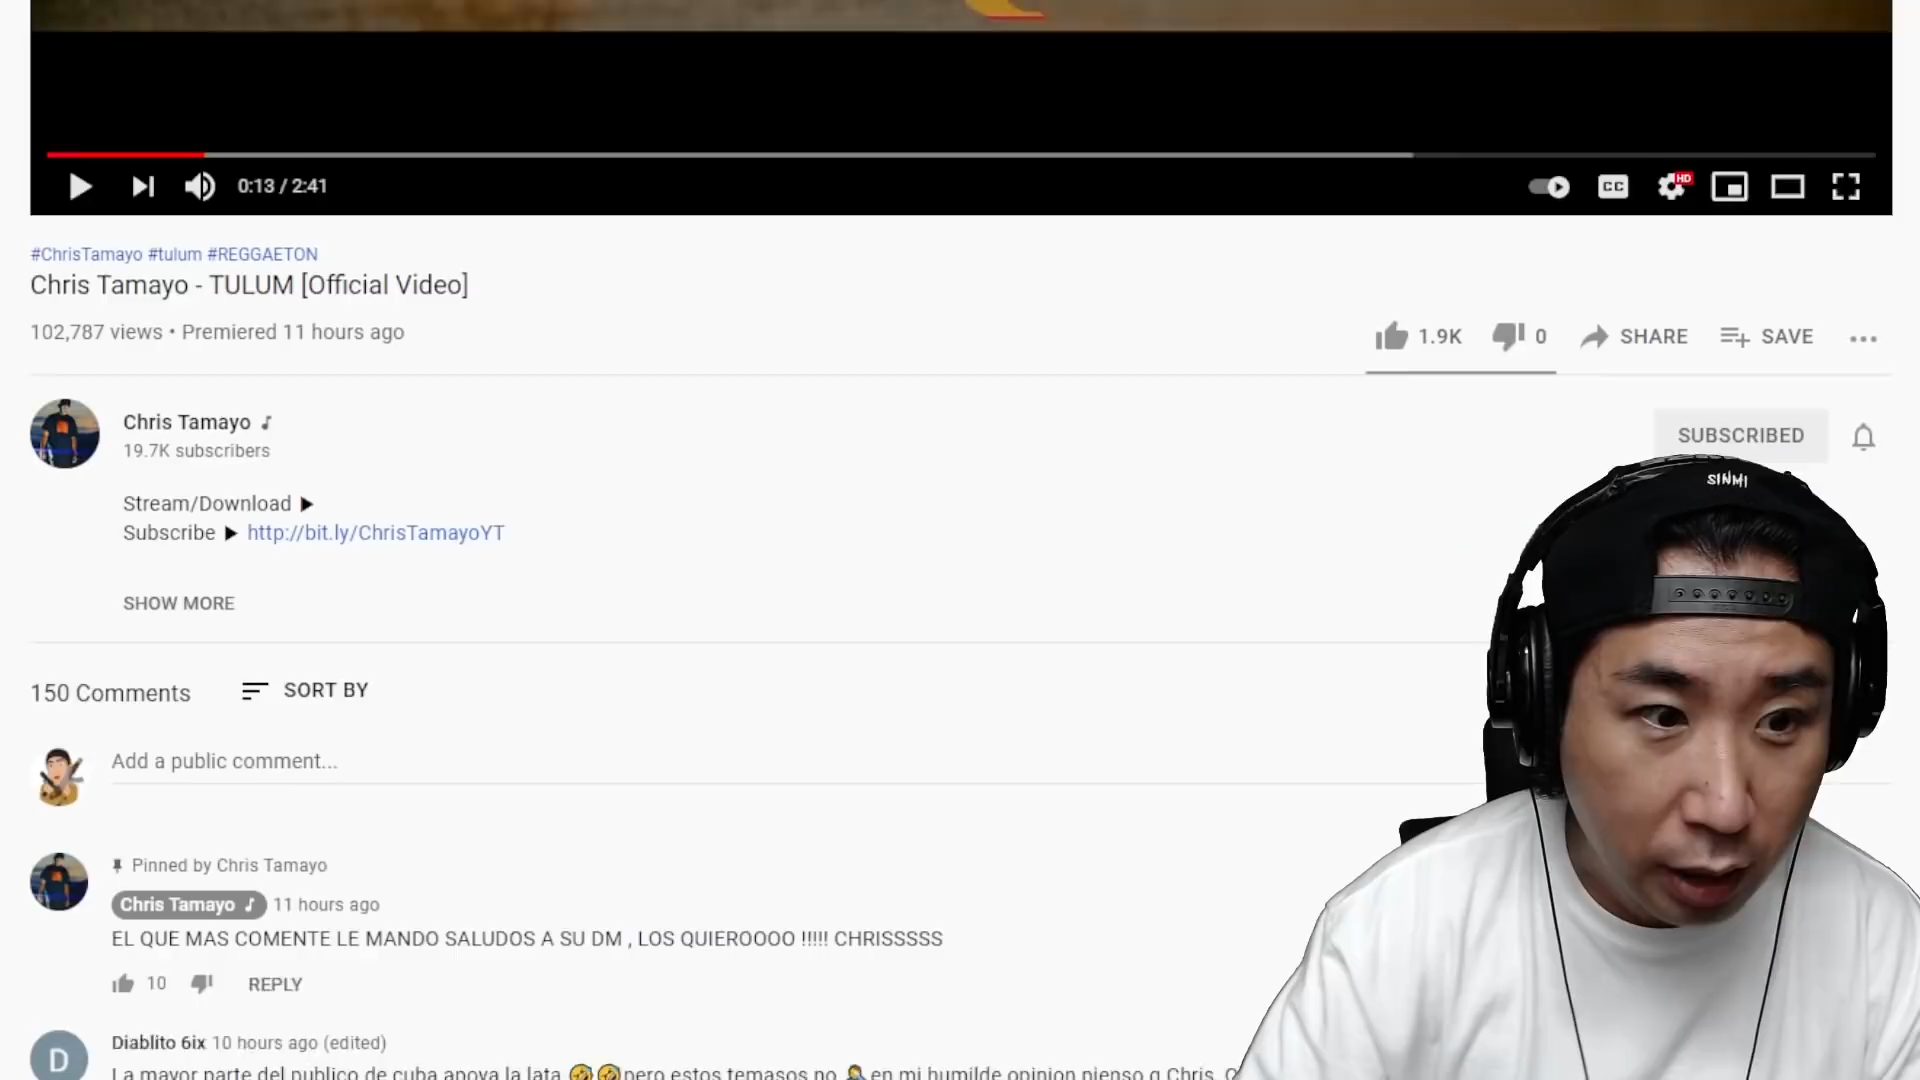 0:13 / 2:41
CC
HD
#ChrisTamayo #tulum #REGGAETON
Chris Tamayo - TULUM [Official Video]
102,787 views • Premiered 11 hours ago
1.9K
0
SHARE
SAVE
Chris Tamayo
19.7K subscribers
SUBSCRIBED
Stream/Download ▶
Subscribe ▶ http://bit.ly/ChrisTamayoYT
SINMI
SHOW MORE
150 Comments
SORT BY
Add a public comment...
Pinned by Chris Tamayo
Chris Tamayo 11 hours ago
EL QUE MAS COMENTE LE MANDO SALUDOS A SU DM , LOS QUIEROOOO !!!!! CHRISSSSS
10
REPLY
D
Diablito 6ix 10 hours ago (edited)
La mayor parte del publico de cuba apoya la lata 🤣🤣pero estos temasos no 🤦‍♂️en mi humilde opinion pienso q Chris